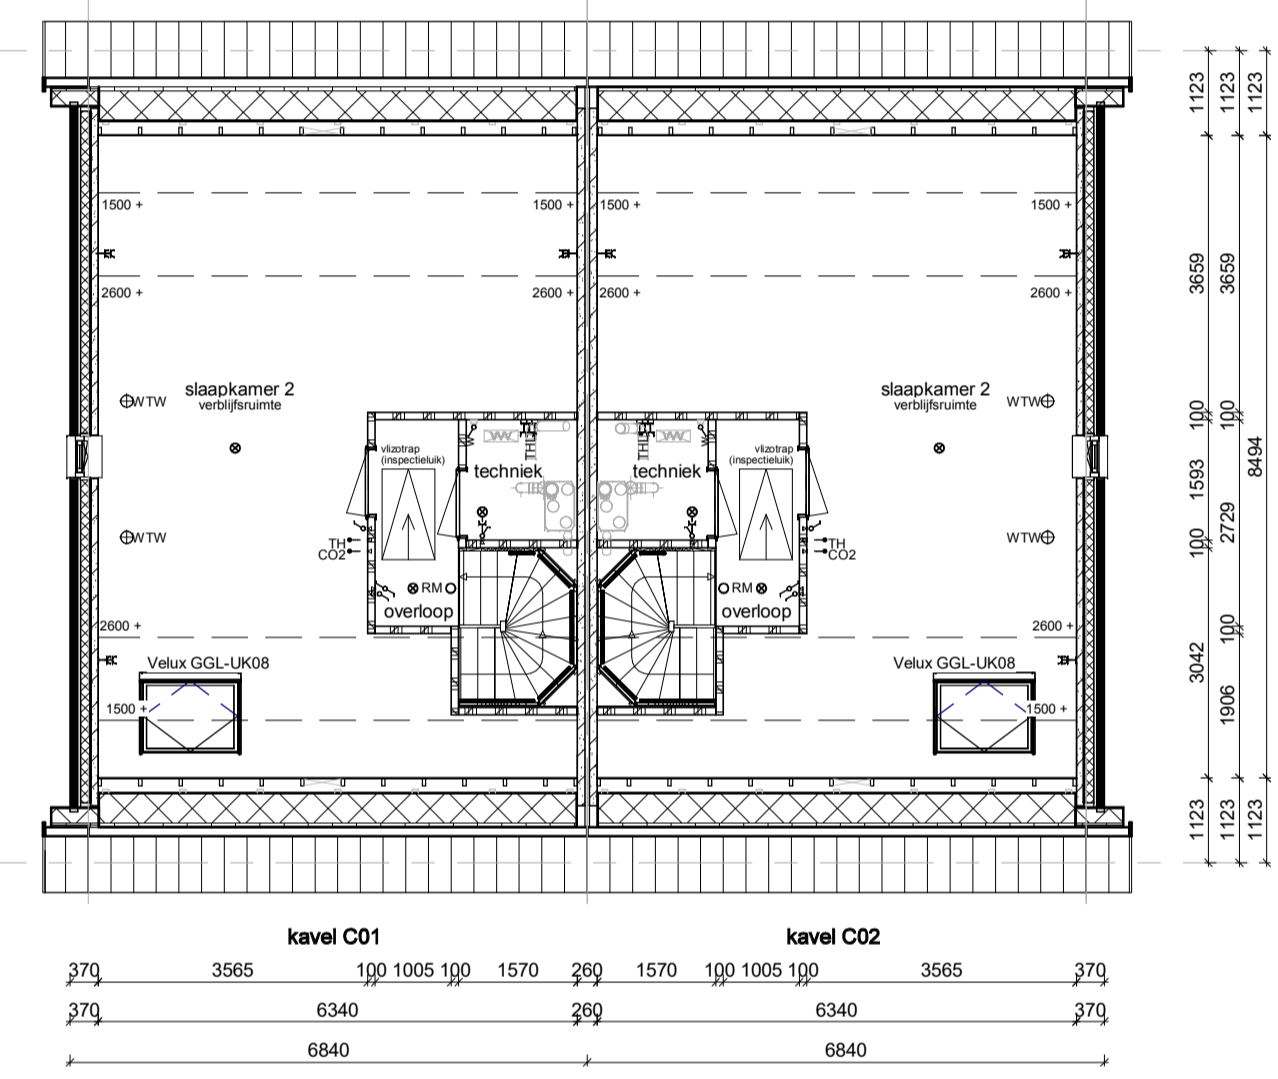 1500 +
1500 +
1500 +
1500 +
2600 +
2600 +
2600 +
2600 +
slaapkamer 2
verblijfsruimte
slaapkamer 2
verblijfsruimte
WTW
WTW
vlizotrap
(inspectieluik)
vlizotrap
(inspectieluik)
techniek
techniek
WTW
WTW
TH
CO2
TH
CO2
RM
RM
overloop
overloop
2600 +
2600 +
Velux GGL-UK08
Velux GGL-UK08
1500 +
1500 +
1123
1123
1123
3659
3659
100
100
8494
1593
2729
100
100
3042
1906
1123
1123
1123
kavel C01
kavel C02
370 3565 100 1005 100 1570 260 1570 100 1005 100 3565 370
370 6340 260 6340 370
6840 6840